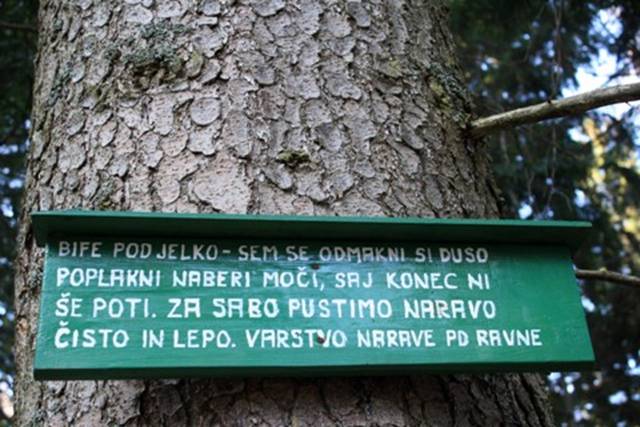 BIFE POD JELKO - SEM SE ODMAKNI SI DUŠO
POPLAKNI NABERI MOČI, SAJ KONEC NI
ŠE POTI. ZA SABO PUSTIMO NARAVO
ČISTO IN LEPO. VARSTVO NARAVE PD RAVNE